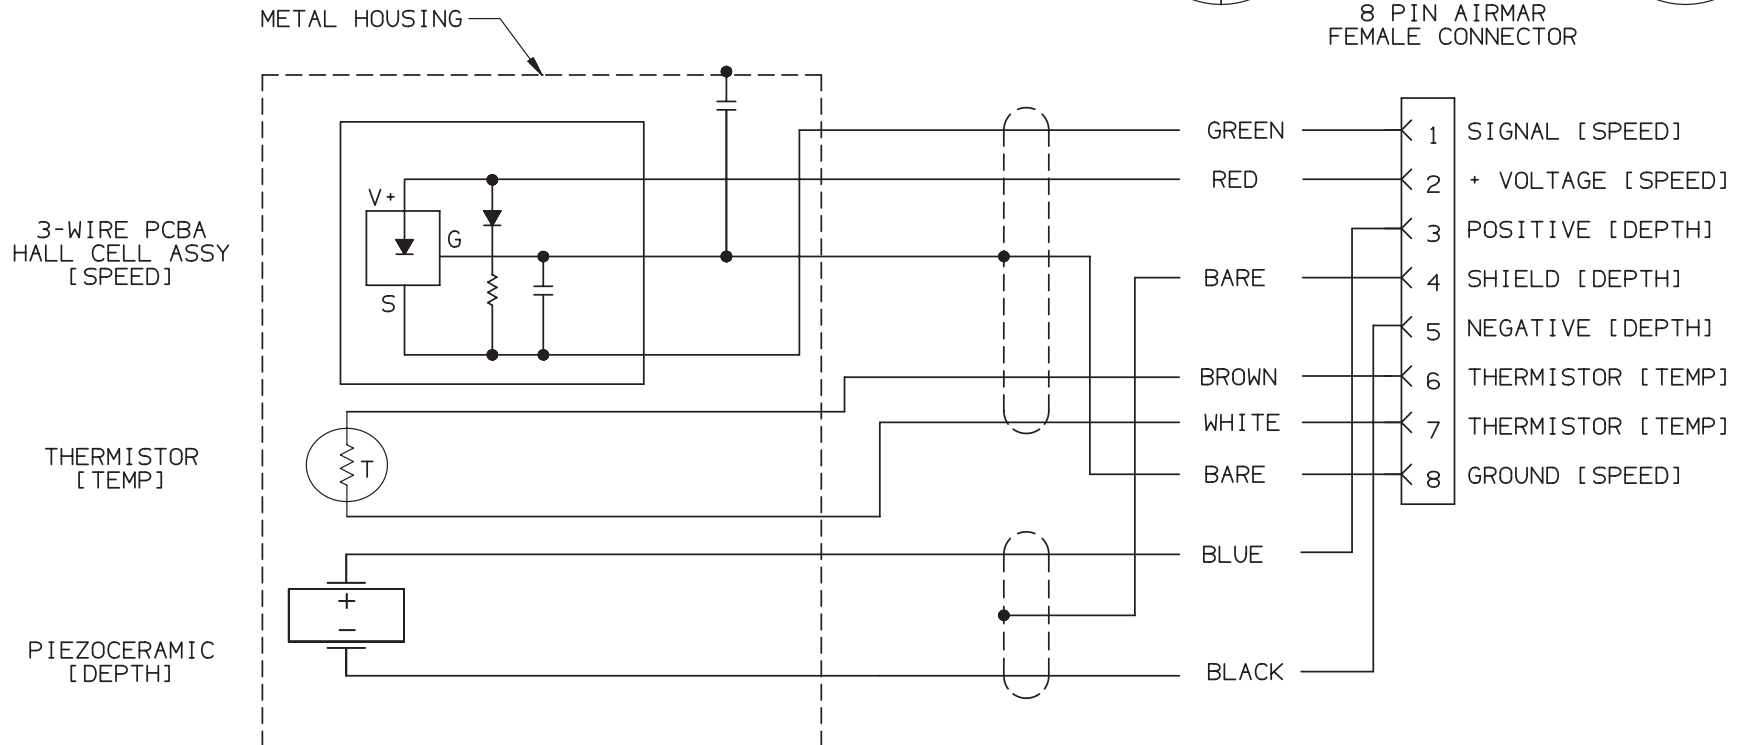 METAL HOUSING
8 PIN AIRMAR
FEMALE CONNECTOR
3-WIRE PCBA
HALL CELL ASSY
[SPEED]
V+
G
S
THERMISTOR
[TEMP]
T
+
−
PIEZOCERAMIC
[DEPTH]
GREEN 1 SIGNAL [SPEED]
RED 2 + VOLTAGE [SPEED]
3 POSITIVE [DEPTH]
BARE 4 SHIELD [DEPTH]
5 NEGATIVE [DEPTH]
BROWN 6 THERMISTOR [TEMP]
WHITE 7 THERMISTOR [TEMP]
BARE 8 GROUND [SPEED]
BLUE
BLACK